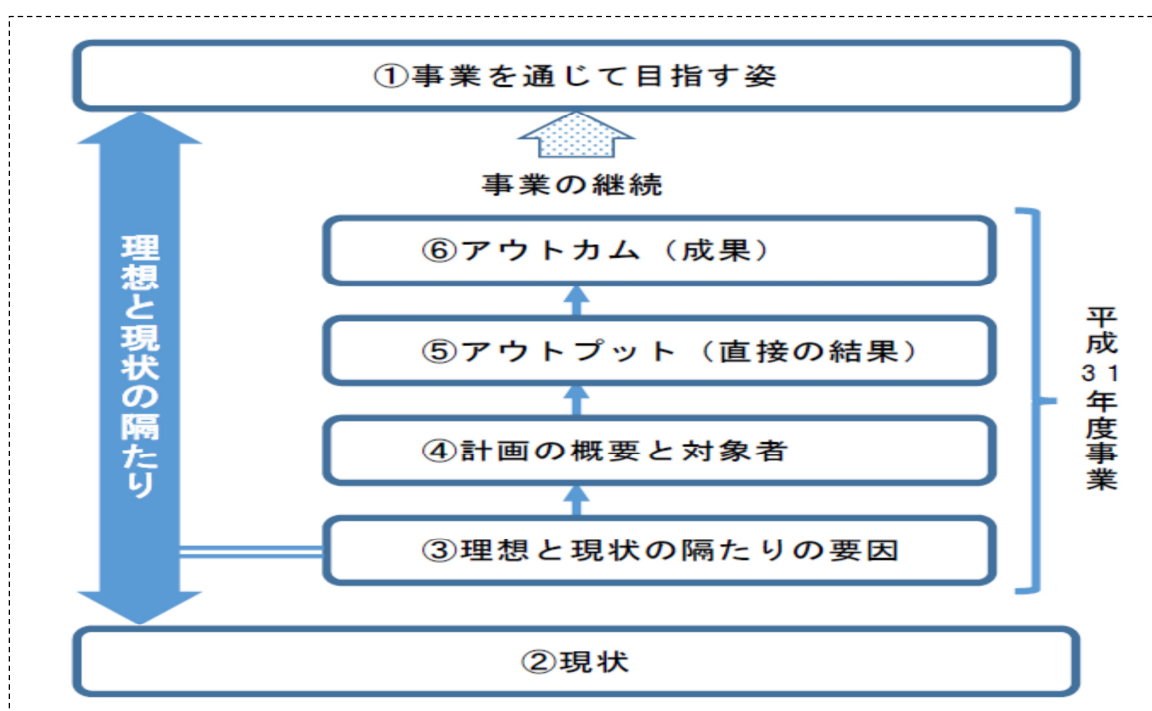 ①事業を通じて目指す姿
事業の継続
理想と現状の隔たり
⑥アウトカム（成果）
⑤アウトプット（直接の結果）
④計画の概要と対象者
③理想と現状の隔たりの要因
平成31年度事業
②現状